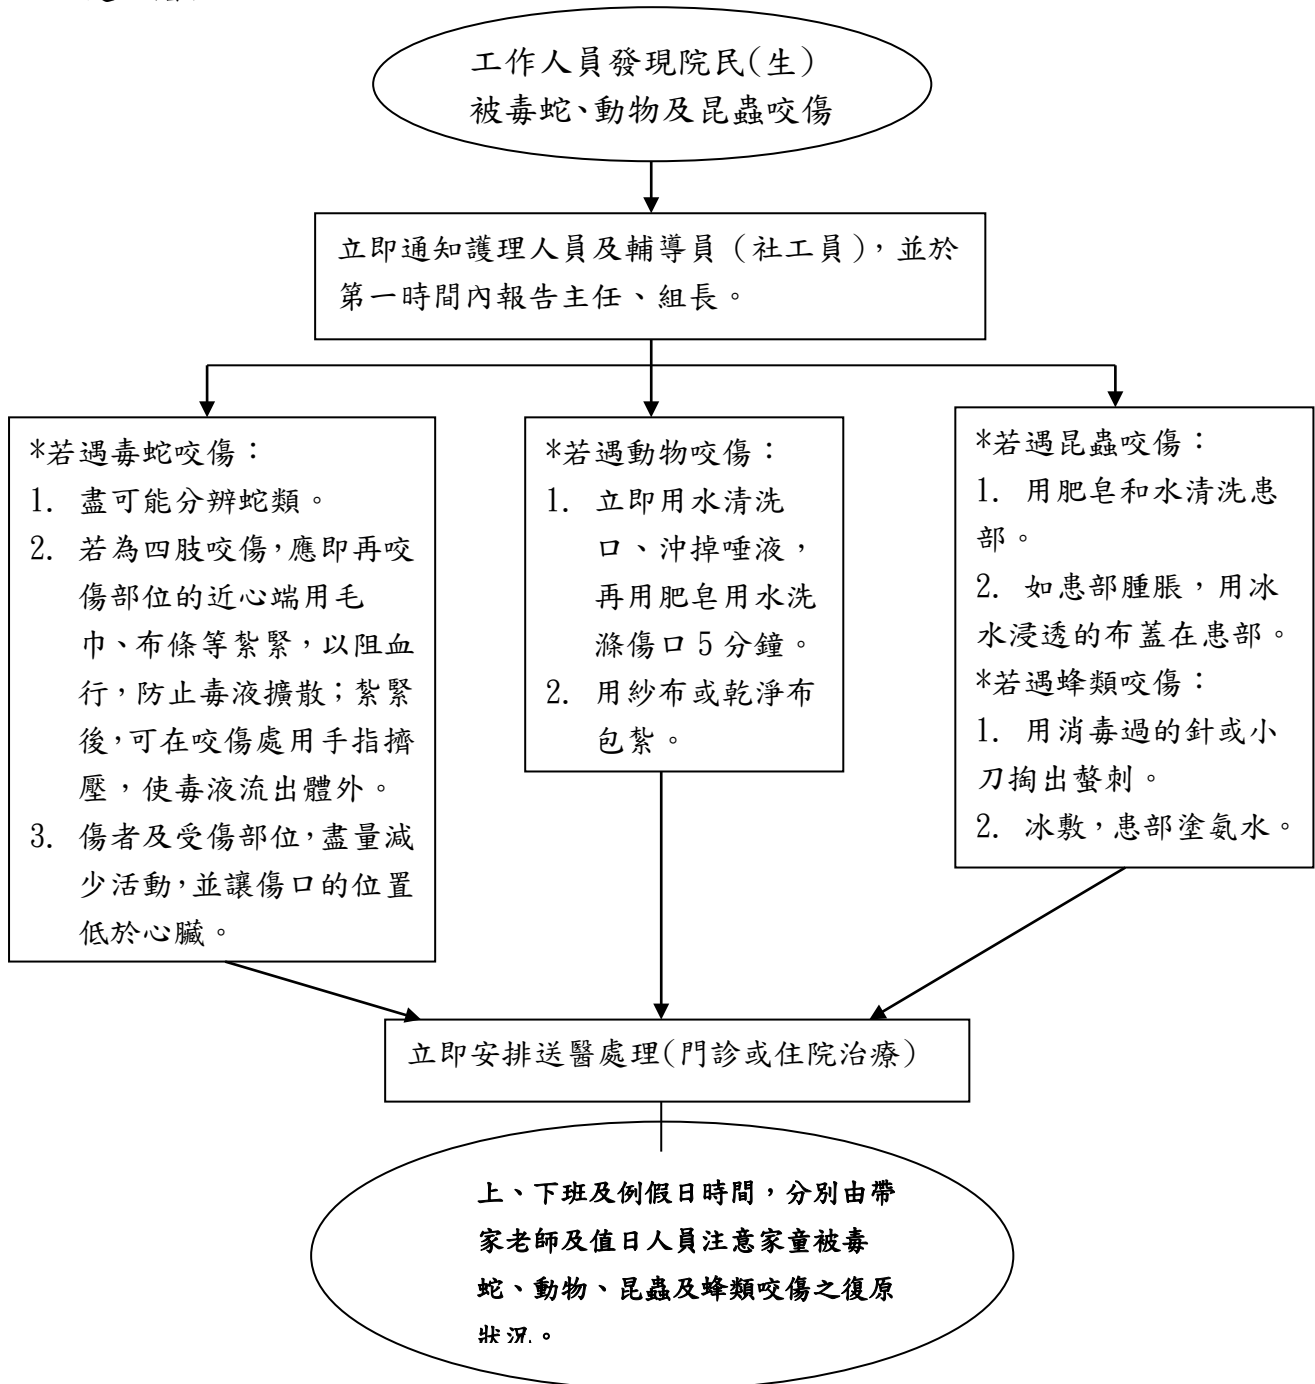 工作人員發現院民(生)
被毒蛇、動物及昆蟲咬傷
立即通知護理人員及輔導員（社工員），並於
第一時間內報告主任、組長。
*若遇毒蛇咬傷：
1. 盡可能分辨蛇類。
2. 若為四肢咬傷，應即再咬
傷部位的近心端用毛
巾、布條等紮緊，以阻血
行，防止毒液擴散；紮緊
後，可在咬傷處用手指擠
壓，使毒液流出體外。
3. 傷者及受傷部位，盡量減
少活動，並讓傷口的位置
低於心臟。
*若遇動物咬傷：
1. 立即用水清洗
口、沖掉唾液，
再用肥皂用水洗
滌傷口 5 分鐘。
2. 用紗布或乾淨布
包紮。
*若遇昆蟲咬傷：
1. 用肥皂和水清洗患
部。
2. 如患部腫脹，用冰
水浸透的布蓋在患部。
*若遇蜂類咬傷：
1. 用消毒過的針或小
刀掏出螫刺。
2. 冰敷，患部塗氨水。
立即安排送醫處理(門診或住院治療)
上、下班及例假日時間，分別由帶
家老師及值日人員注意家童被毒
蛇、動物、昆蟲及蜂類咬傷之復原
狀況。